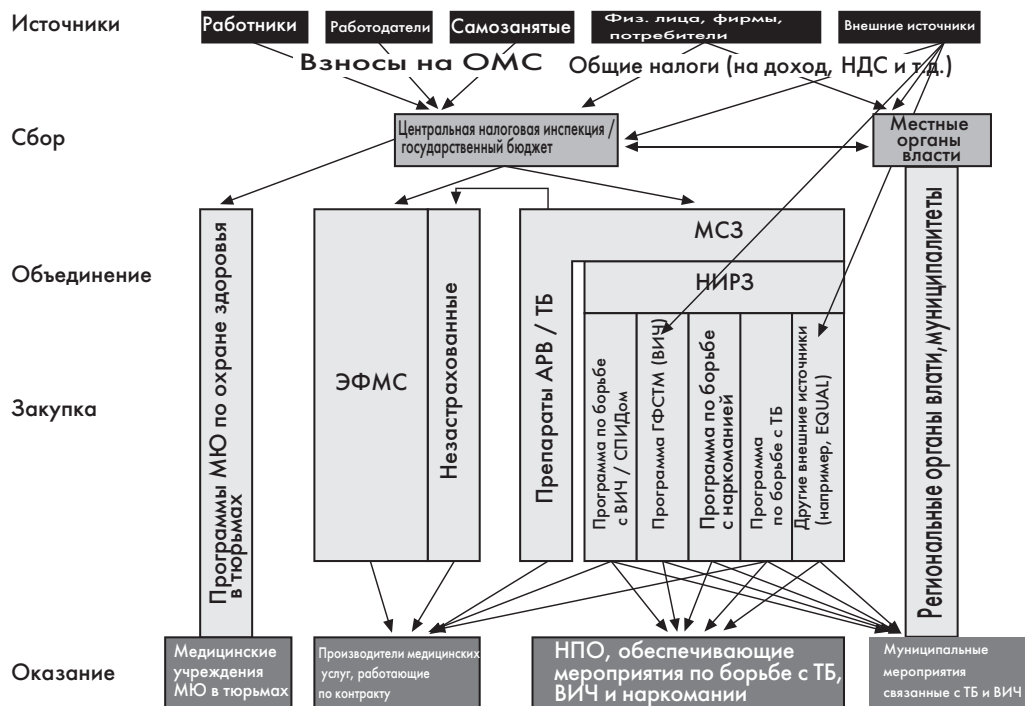 Источники
Работники
Работодатели
Самозанятые
Физ. лица, фирмы,
потребители
Внешние источники
Взносы на ОМС
Общие налоги (на доход, НДС и т.д.)
Сбор
Центральная налоговая инспекция /
государственный бюджет
Местные
органы
власти
Объединение
Закупка
Программы МЮ по охране здоровья
в тюрьмах
ЭФМС
Незастрахованные
МСЗ
НИРЗ
Препараты АРВ / ТБ
Программа по борьбе
с ВИЧ / СПИДом
Программа ГФСТМ (ВИЧ)
Программа по борьбе
с наркоманией
Программа
по борьбе с ТБ
Другие внешние источники
(например, EQUAL)
Региональные органы влати,муниципалитеты
Оказание
Медицинские
учреждения
МЮ в тюрьмах
Производители медицинских
услуг, работающие
по контракту
НПО, обеспечивающие
мероприятия по борьбе с ТБ,
ВИЧ и наркомании
Муниципальные
мероприятия
связанные с ТБ и ВИЧ